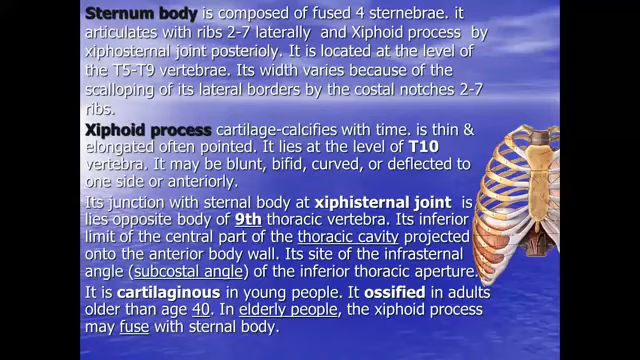 Sternum body is composed of fused 4 sternebrae. it
articulates with ribs 2-7 laterally and Xiphoid process by
xiphosternal joint posterioly. It is located at the level of
the T5-T9 vertebrae. Its width varies because of the
scalloping of its lateral borders by the costal notches 2-7
ribs.
Xiphoid process cartilage-calcifies with time. is thin &
elongated often pointed. It lies at the level of T10
vertebra. It may be blunt, bifid, curved, or deflected to
one side or anteriorly.
Its junction with sternal body at xiphisternal joint is
lies opposite body of 9th thoracic vertebra. Its inferior
limit of the central part of the thoracic cavity projected
onto the anterior body wall. Its site of the infrasternal
angle (subcostal angle) of the inferior thoracic aperture.
It is cartilaginous in young people. It ossified in adults
older than age 40. In elderly people, the xiphoid process
may fuse with sternal body.